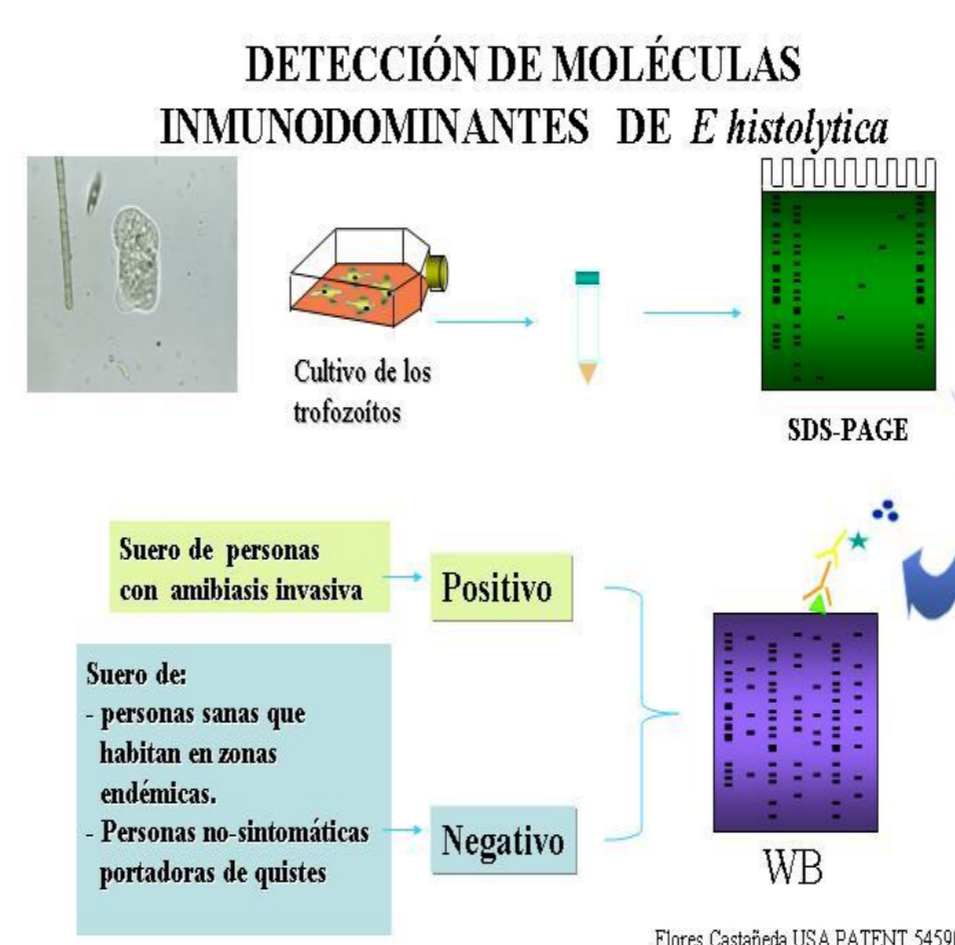 DETECCIÓN DE MOLÉCULAS
INMUNODOMINANTES DE E histolytica
Cultivo de los
trofozoítos
SDS-PAGE
Suero de personas
con amibiasis invasiva
Positivo
Suero de:
- personas sanas que
habitan en zonas
endémicas.
- Personas no-sintomáticas
portadoras de quistes
Negativo
WB
Flores Castañeda USA PATENT 54590